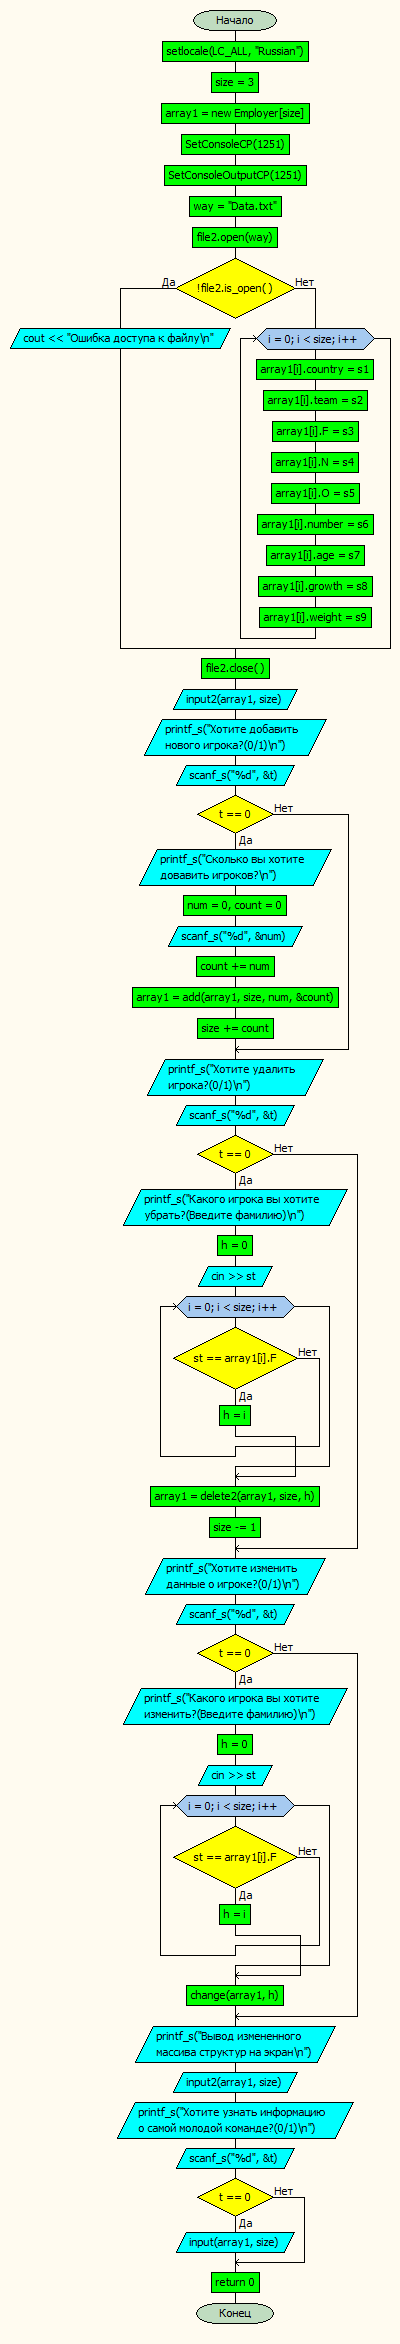 Начало
setlocale(LC_ALL, "Russian")
size = 3
array1 = new Employer[size]
SetConsoleCP(1251)
SetConsoleOutputCP(1251)
way = "Data.txt"
file2.open(way)
Да
!file2.is_open( )
Нет
cout << "Ошибка доступа к файлу\n"
i = 0; i < size; i++
array1[i].country = s1
array1[i].team = s2
array1[i].F = s3
array1[i].N = s4
array1[i].O = s5
array1[i].number = s6
array1[i].age = s7
array1[i].growth = s8
array1[i].weight = s9
file2.close( )
input2(array1, size)
printf_s("Хотите добавить
нового игрока?(0/1)\n")
scanf_s("%d", &t)
t == 0
Нет
Да
printf_s("Сколько вы хотите
довавить игроков?\n")
num = 0, count = 0
scanf_s("%d", &num)
count += num
array1 = add(array1, size, num, &count)
size += count
printf_s("Хотите удалить
игрока?(0/1)\n")
scanf_s("%d", &t)
t == 0
Нет
Да
printf_s("Какого игрока вы хотите
убрать?(Введите фамилию)\n")
h = 0
cin >> st
i = 0; i < size; i++
st == array1[i].F
Нет
Да
h = i
array1 = delete2(array1, size, h)
size -= 1
printf_s("Хотите изменить
данные о игроке?(0/1)\n")
scanf_s("%d", &t)
t == 0
Нет
Да
printf_s("Какого игрока вы хотите
изменить?(Введите фамилию)\n")
h = 0
cin >> st
i = 0; i < size; i++
st == array1[i].F
Нет
Да
h = i
change(array1, h)
printf_s("Вывод измененного
массива структур на экран\n")
input2(array1, size)
printf_s("Хотите узнать информацию
о самой молодой команде?(0/1)\n")
scanf_s("%d", &t)
t == 0
Нет
Да
input(array1, size)
return 0
Конец